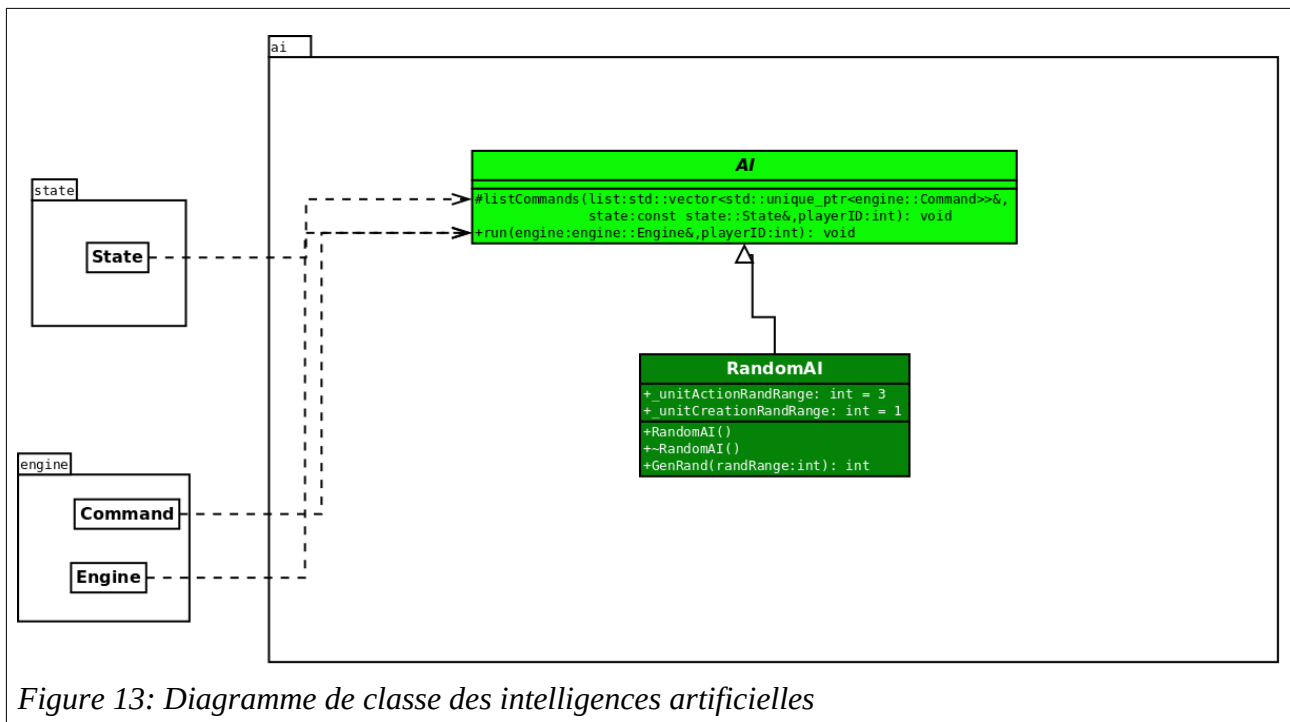 ai
AI
#listCommands(list:std::vector<std::unique_ptr<engine::Command>>&,
state:const state::State&,playerID:int): void
+run(engine:engine::Engine&,playerID:int): void
state
State
RandomAI
+_unitActionRandRange: int = 3
+_unitCreationRandRange: int = 1
+RandomAI()
+~RandomAI()
+GenRand(randRange:int): int
engine
Command
Engine
Figure 13: Diagramme de classe des intelligences artificielles